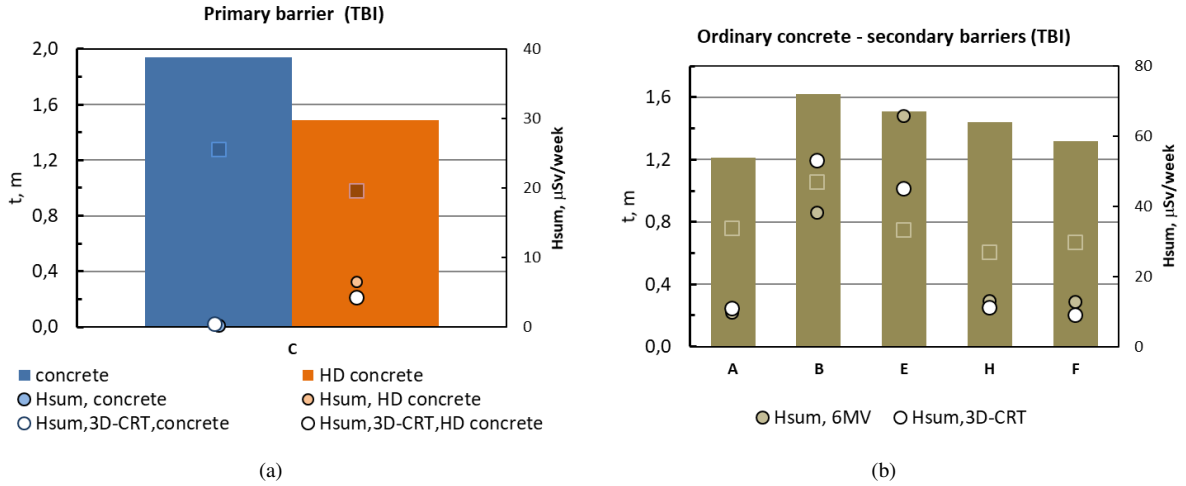 Primary barrier (TBI)
2,0
1,6
1,2
0,8
0,4
0,0
t, m
40
30
20
10
0
Hsum, µSv/week
C
concrete
HD concrete
Hsum, concrete
Hsum, HD concrete
Hsum,3D-CRT,concrete
Hsum,3D-CRT,HD concrete
(a)
Ordinary concrete - secondary barriers (TBI)
1,6
1,2
0,8
0,4
0,0
t, m
80
60
40
20
0
Hsum, µSv/week
A B E H F
Hsum, 6MV
Hsum,3D-CRT
(b)